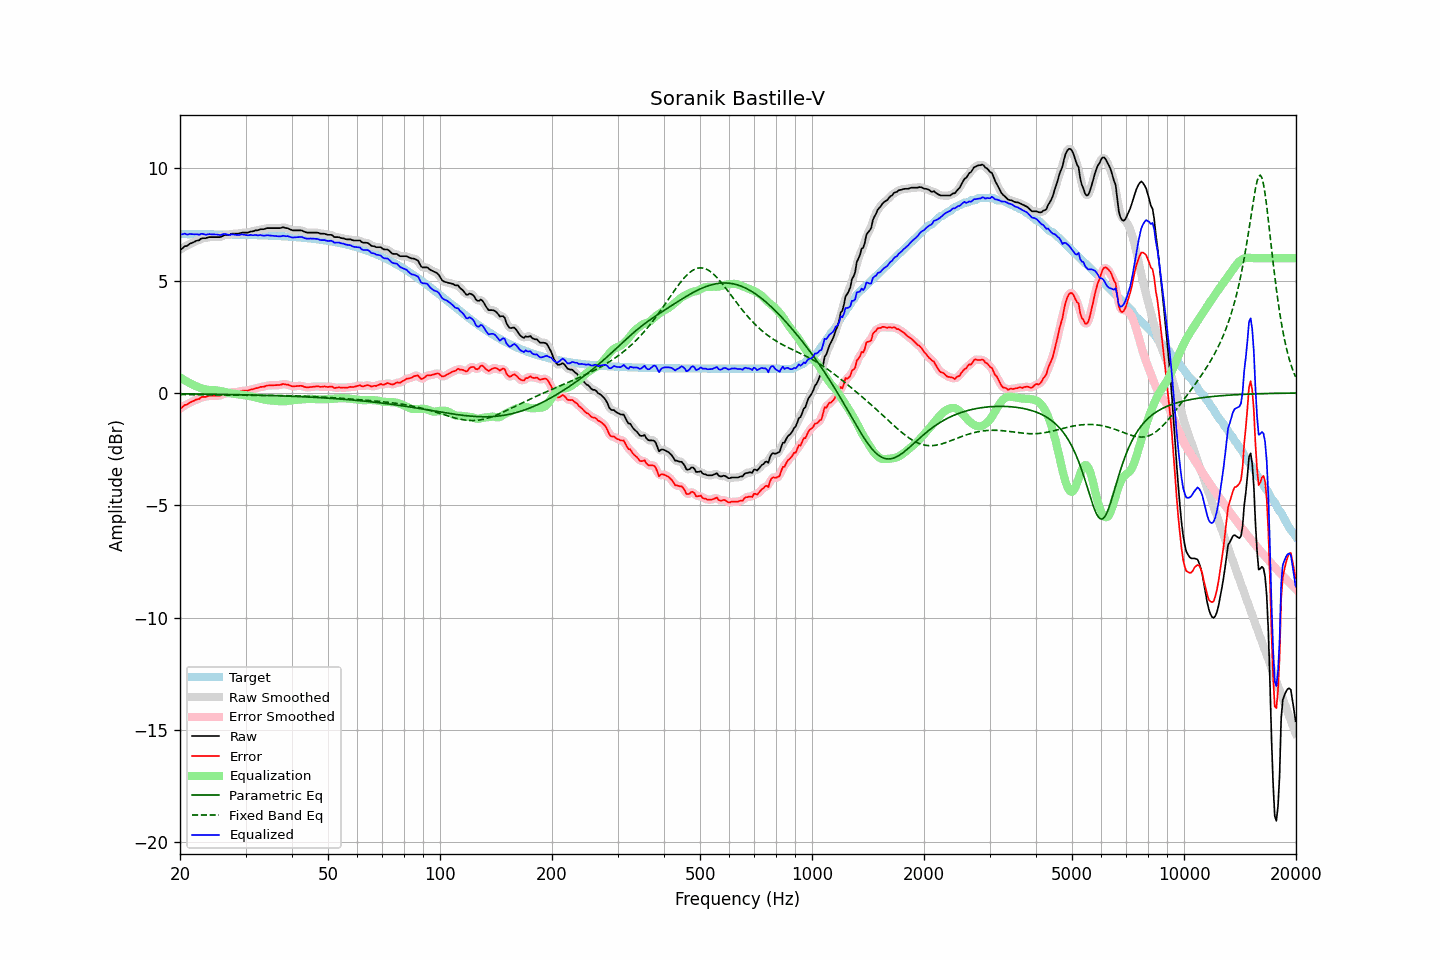 Soranik Bastille-V
Amplitude (dBr)
10
5
0
−5
−10
−15
−20
Target
Raw Smoothed
Error Smoothed
Raw
Error
Equalization
Parametric Eq
Fixed Band Eq
Equalized
20 50 100 200 500 1000 2000 5000 10000 20000
Frequency (Hz)